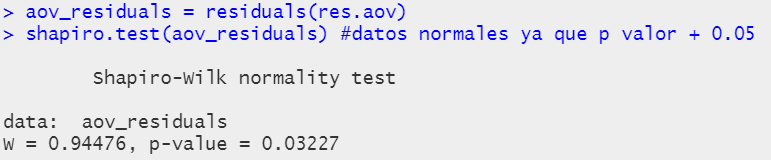 > aov_residuals = residuals(res.aov)
> shapiro.test(aov_residuals) #datos normales ya que p valor + 0.05
Shapiro-Wilk normality test
data:  aov_residuals
W = 0.94476, p-value = 0.03227